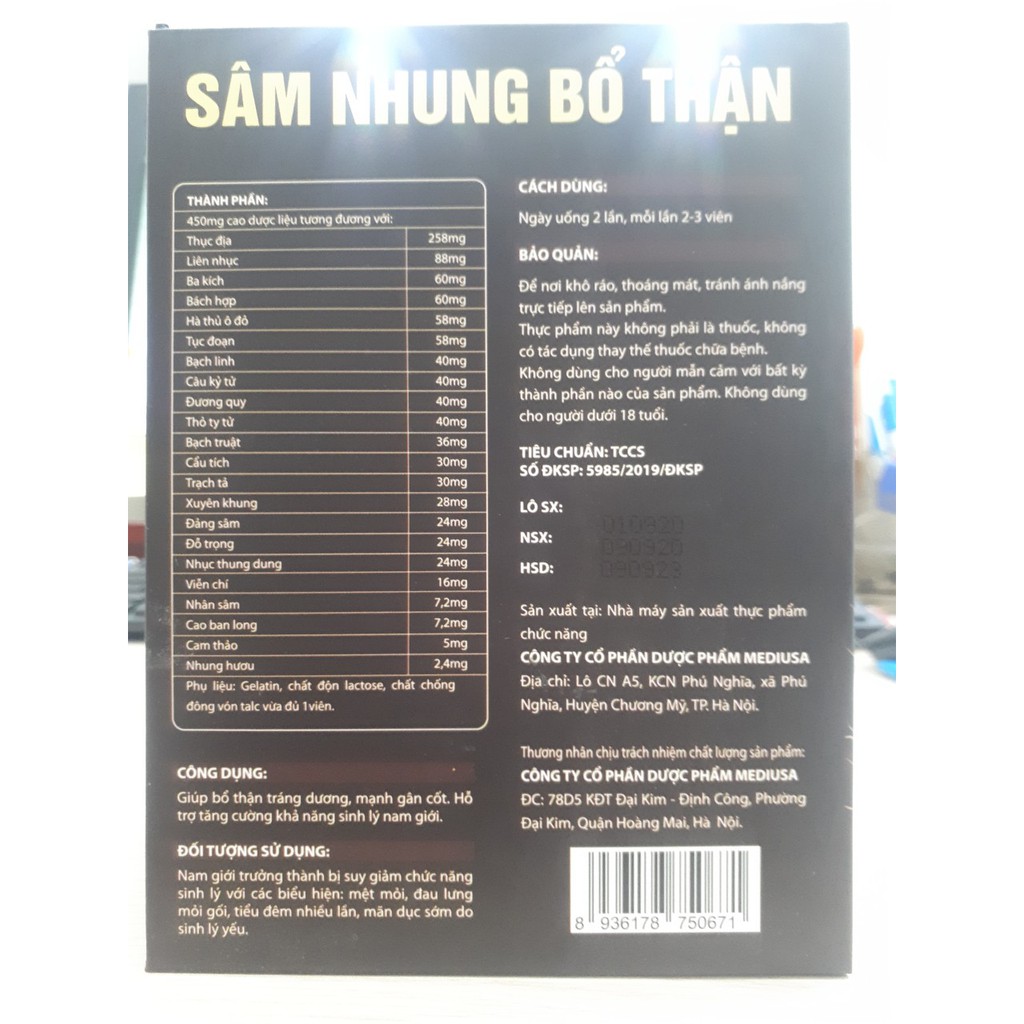 SÂM NHUNG BỔ THẬN
THÀNH PHẦN:
450mg cao dược liệu tương đương với:
Thục địa 258mg
Liên nhục 88mg
Ba kích 60mg
Bách hợp 60mg
Hà thủ ô đỏ 58mg
Tục đoạn 58mg
Bạch linh 40mg
Câu kỷ tử 40mg
Đương quy 40mg
Thỏ ty tử 40mg
Bạch truật 36mg
Cẩu tích 30mg
Trạch tả 30mg
Xuyên khung 28mg
Đảng sâm 24mg
Đỗ trọng 24mg
Nhục thung dung 24mg
Viễn chí 16mg
Nhân sâm 7,2mg
Cao ban long 7,2mg
Cam thảo 5mg
Nhung hươu 2,4mg
Phụ liệu: Gelatin, chất độn lactose, chất chống
đông vón talc vừa đủ 1viên.
CÔNG DỤNG:
Giúp bổ thận tráng dương, mạnh gân cốt. Hỗ
trợ tăng cường khả năng sinh lý nam giới.
ĐỐI TƯỢNG SỬ DỤNG:
Nam giới trưởng thành bị suy giảm chức năng
sinh lý với các biểu hiện: mệt mỏi, đau lưng
mỏi gối, tiểu đêm nhiều lần, mãn dục sớm do
sinh lý yếu.
CÁCH DÙNG:
Ngày uống 2 lần, mỗi lần 2-3 viên
BẢO QUẢN:
Để nơi khô ráo, thoáng mát, tránh ánh nắng
trực tiếp lên sản phẩm.
Thực phẩm này không phải là thuốc, không
có tác dụng thay thế thuốc chữa bệnh.
Không dùng cho người mẫn cảm với bất kỳ
thành phần nào của sản phẩm. Không dùng
cho người dưới 18 tuổi.
TIÊU CHUẨN: TCCS
SỐ ĐKSP: 5985/2019/ĐKSP
LÔ SX: 010920
NSX: 090920
HSD: 090923
Sản xuất tại: Nhà máy sản xuất thực phẩm
chức năng
CÔNG TY CỔ PHẦN DƯỢC PHẨM MEDIUSA
Địa chỉ: Lô CN A5, KCN Phú Nghĩa, xã Phú
Nghĩa, Huyện Chương Mỹ, TP. Hà Nội.
Thương nhân chịu trách nhiệm chất lượng sản phẩm:
CÔNG TY CỔ PHẦN DƯỢC PHẨM MEDIUSA
ĐC: 78D5 KĐT Đại Kim - Định Công, Phường
Đại Kim, Quận Hoàng Mai, Hà Nội.
8 936178 750671